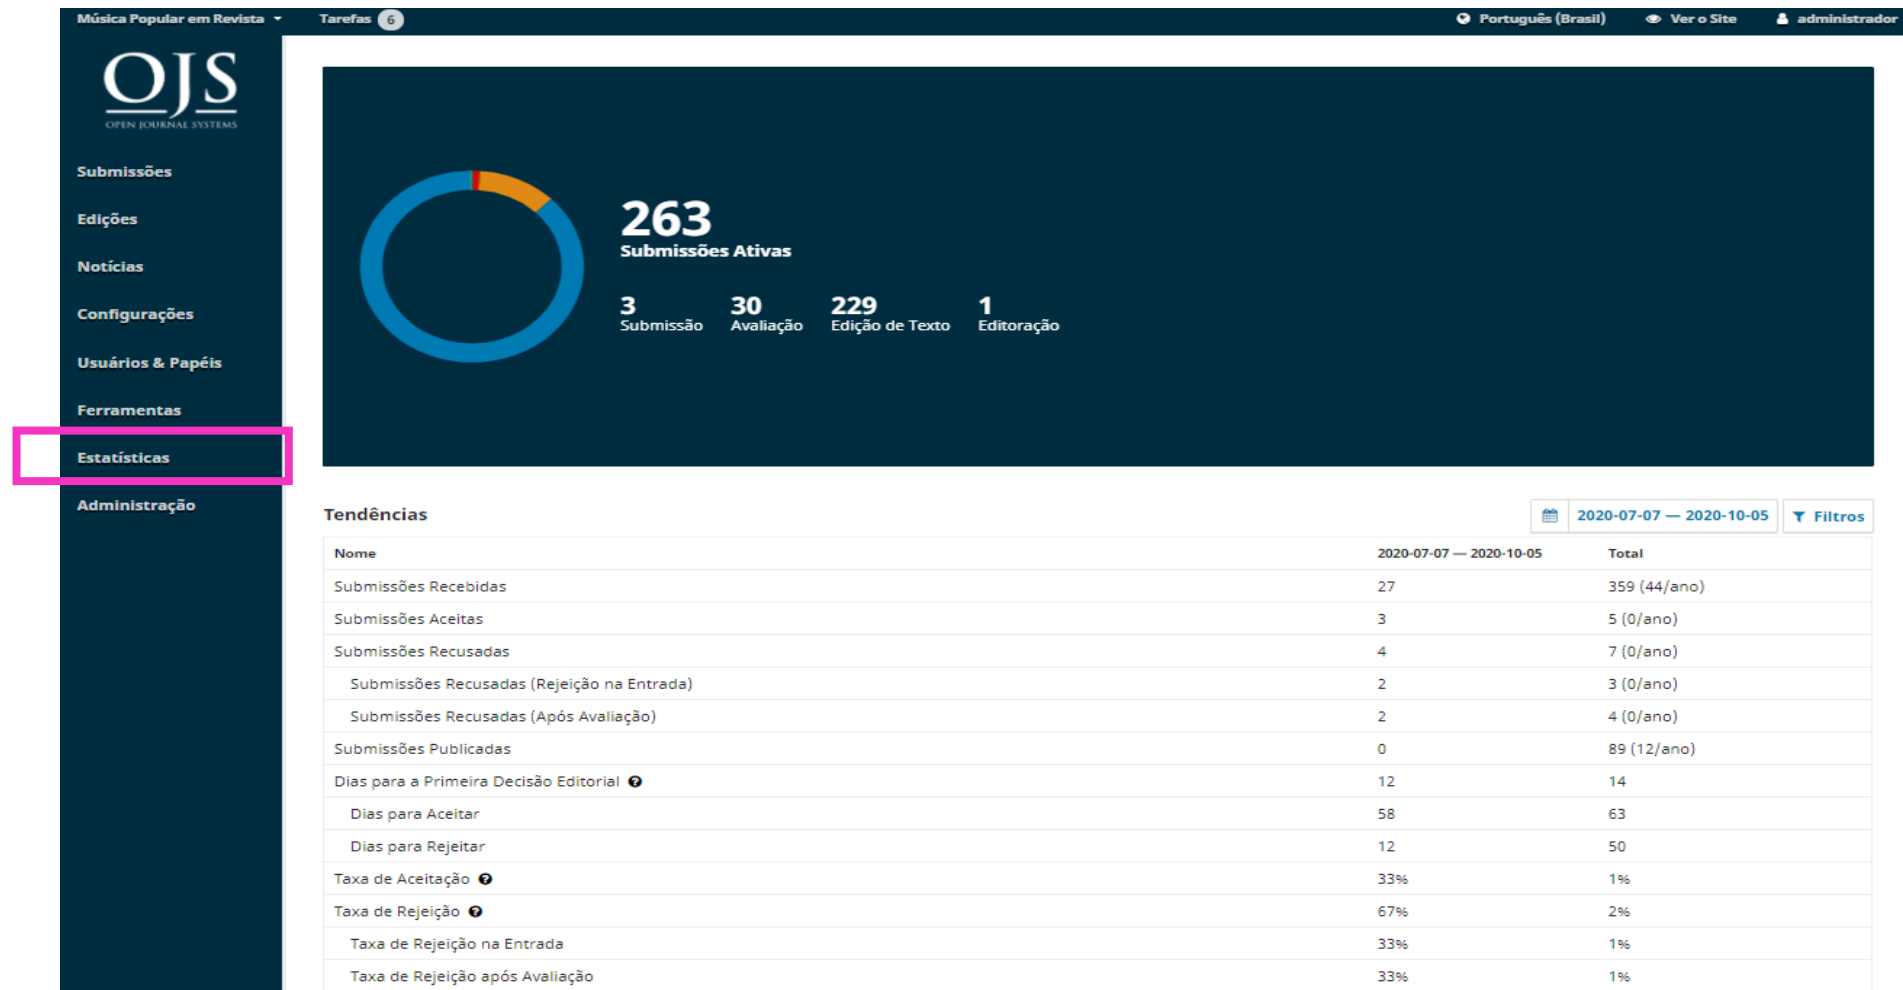 Música Popular em Revista
Tarefas 6
Português (Brasil)
Ver o Site
administrador
OJS
OPEN JOURNAL SYSTEMS
Submissões
Edições
Notícias
Configurações
Usuários & Papéis
Ferramentas
Estatísticas
Administração
263
Submissões Ativas
3 30 229 1
Submissão Avaliação Edição de Texto Editoração
Tendências 2020-07-07 — 2020-10-05 Filtros
Nome 2020-07-07 — 2020-10-05 Total
Submissões Recebidas 27 359 (44/ano)
Submissões Aceitas 3 5 (0/ano)
Submissões Recusadas 4 7 (0/ano)
Submissões Recusadas (Rejeição na Entrada) 2 3 (0/ano)
Submissões Recusadas (Após Avaliação) 2 4 (0/ano)
Submissões Publicadas 0 89 (12/ano)
Dias para a Primeira Decisão Editorial ? 12 14
Dias para Aceitar 58 63
Dias para Rejeitar 12 50
Taxa de Aceitação ? 33% 1%
Taxa de Rejeição ? 67% 2%
Taxa de Rejeição na Entrada 33% 1%
Taxa de Rejeição após Avaliação 33% 1%